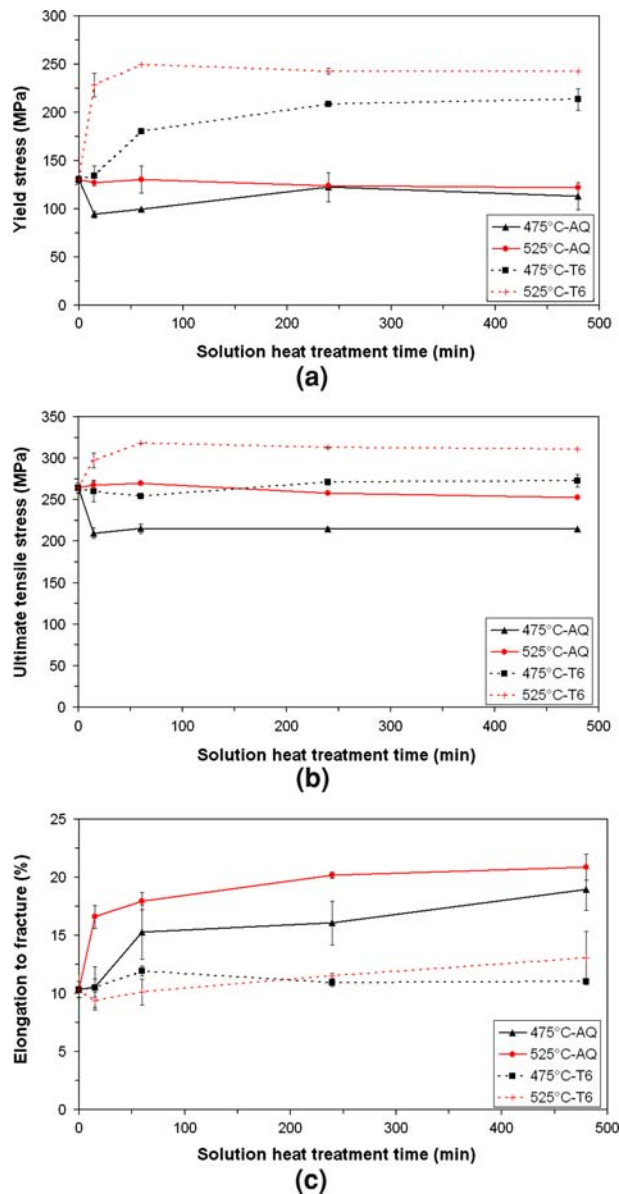 300
250
200
150
100
50
0
Yield stress (MPa)
475°C-AQ
525°C-AQ
475°C-T6
525°C-T6
0 100 200 300 400 500
Solution heat treatment time (min)
(a)
350
300
250
200
150
100
50
0
Ultimate tensile stress (MPa)
475°C-AQ
525°C-AQ
475°C-T6
525°C-T6
0 100 200 300 400 500
Solution heat treatment time (min)
(b)
25
20
15
10
5
0
Elongation to fracture (%)
475°C-AQ
525°C-AQ
475°C-T6
525°C-T6
0 100 200 300 400 500
Solution heat treatment time (min)
(c)